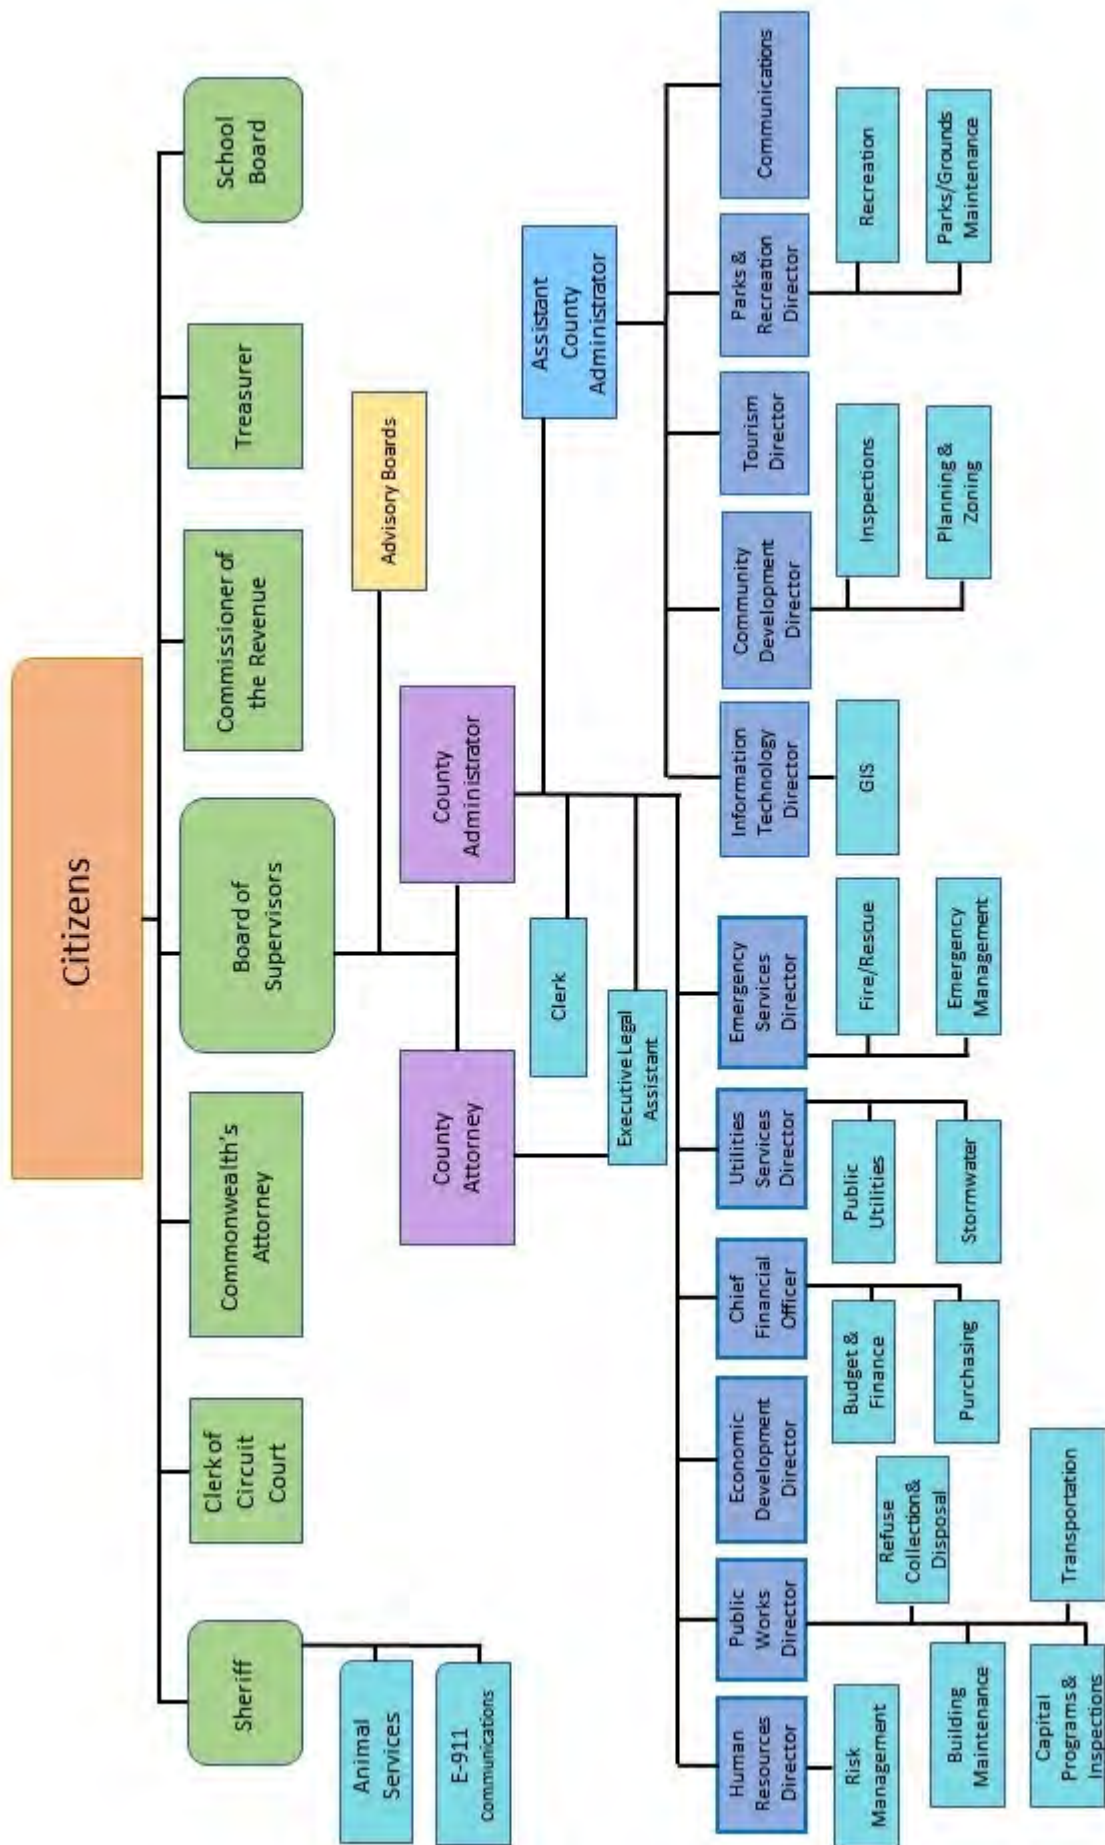 Citizens
Sheriff
Clerk of
Circuit
Court
Commonwealth's
Attorney
Board of
Supervisors
Commissioner of
the Revenue
Treasurer
School
Board
Animal
Services
E-911
Communications
Advisory Boards
County
Attorney
County
Administrator
Clerk
Executive Legal
Assistant
Assistant
County
Administrator
Human
Resources
Director
Public
Works
Director
Economic
Development
Director
Chief
Financial
Officer
Utilities
Services
Director
Emergency
Services
Director
Information
Technology
Director
Community
Development
Director
Tourism
Director
Parks &
Recreation
Director
Communications
Risk
Management
Refuse
Collection&
Disposal
Building
Maintenance
Transportation
Capital
Programs &
Inspections
Budget &
Finance
Purchasing
Public
Utilities
Stormwater
Fire/Rescue
Emergency
Management
GIS
Inspections
Planning &
Zoning
Recreation
Parks/Grounds
Maintenance